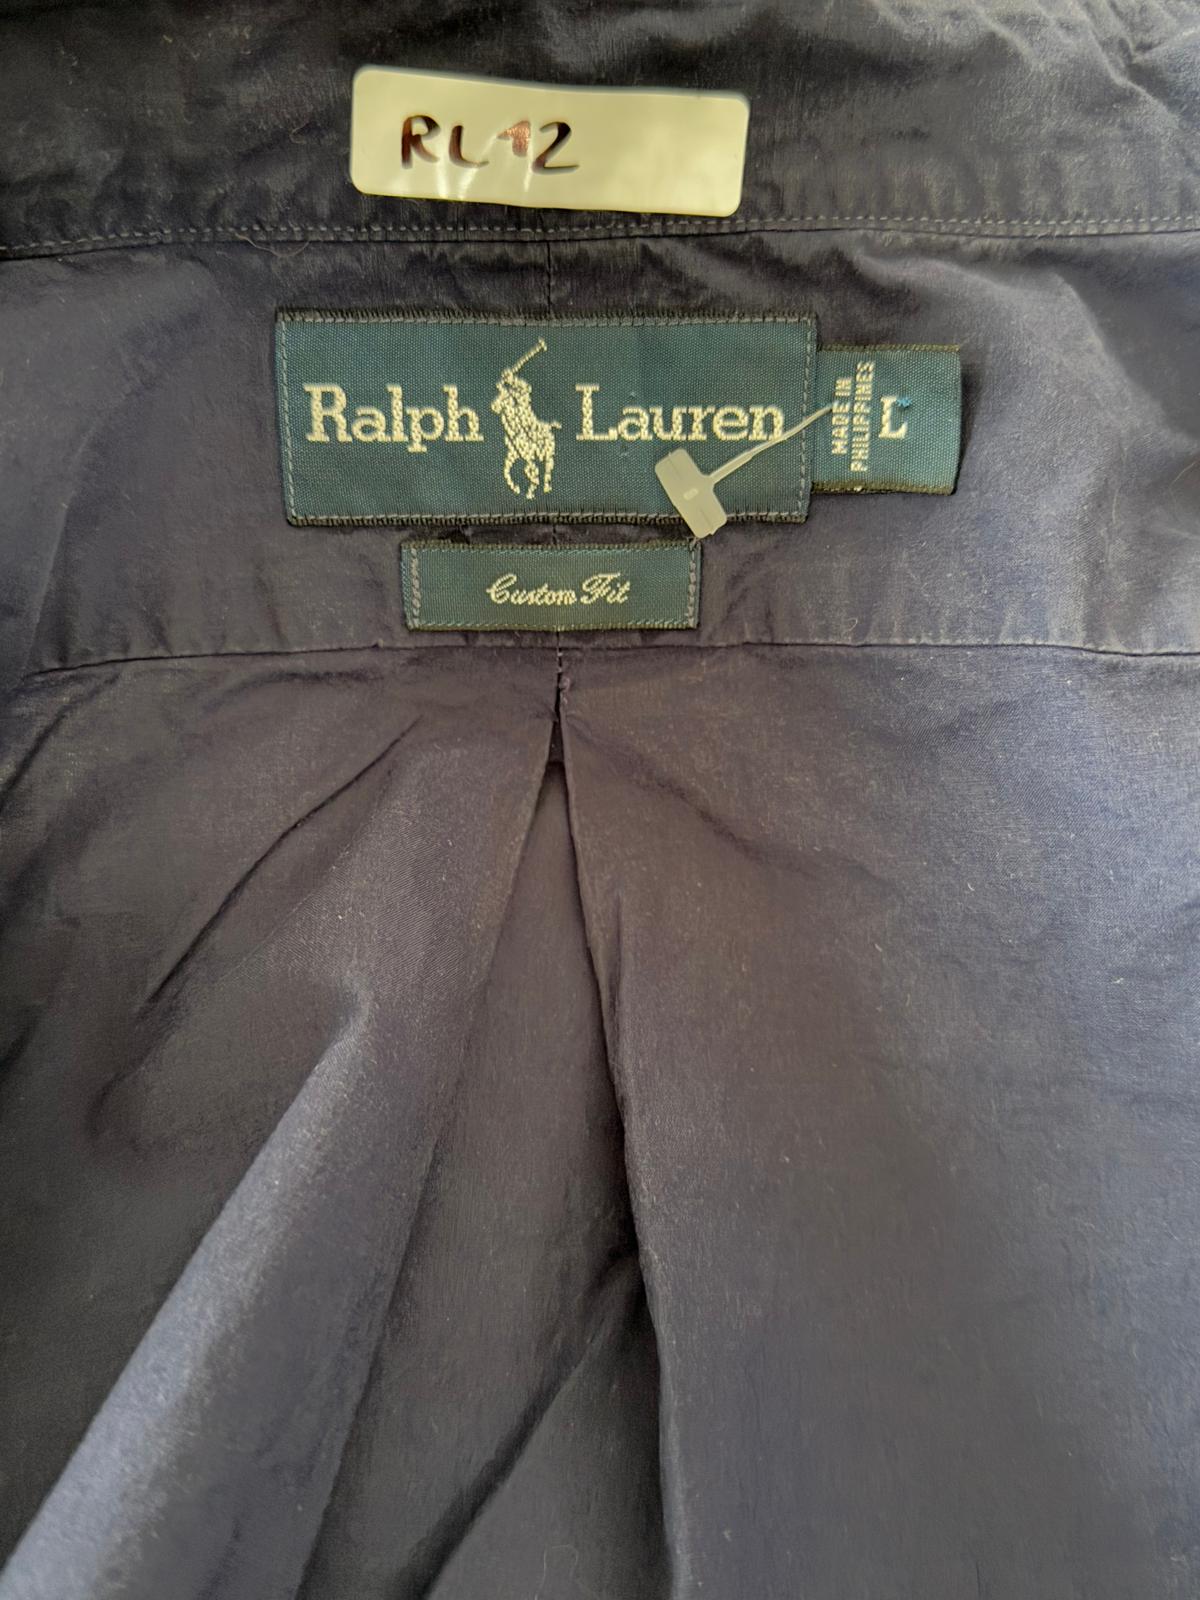 RL12
Ralph Lauren
MADE IN
PHILIPPINES
L
Custom Fit